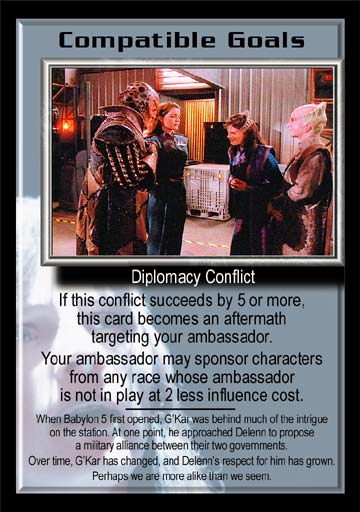 Compatible Goals
Diplomacy Conflict
If this conflict succeeds by 5 or more,
this card becomes an aftermath
targeting your ambassador.
Your ambassador may sponsor characters
from any race whose ambassador
is not in play at 2 less influence cost.
When Babylon 5 first opened, G'Kar was behind much of the intrigue
on the station. At one point, he approached Delenn to propose
a military alliance between their two governments.
Over time, G'Kar has changed, and Delenn's respect for him has grown.
Perhaps we are more alike than we seem.